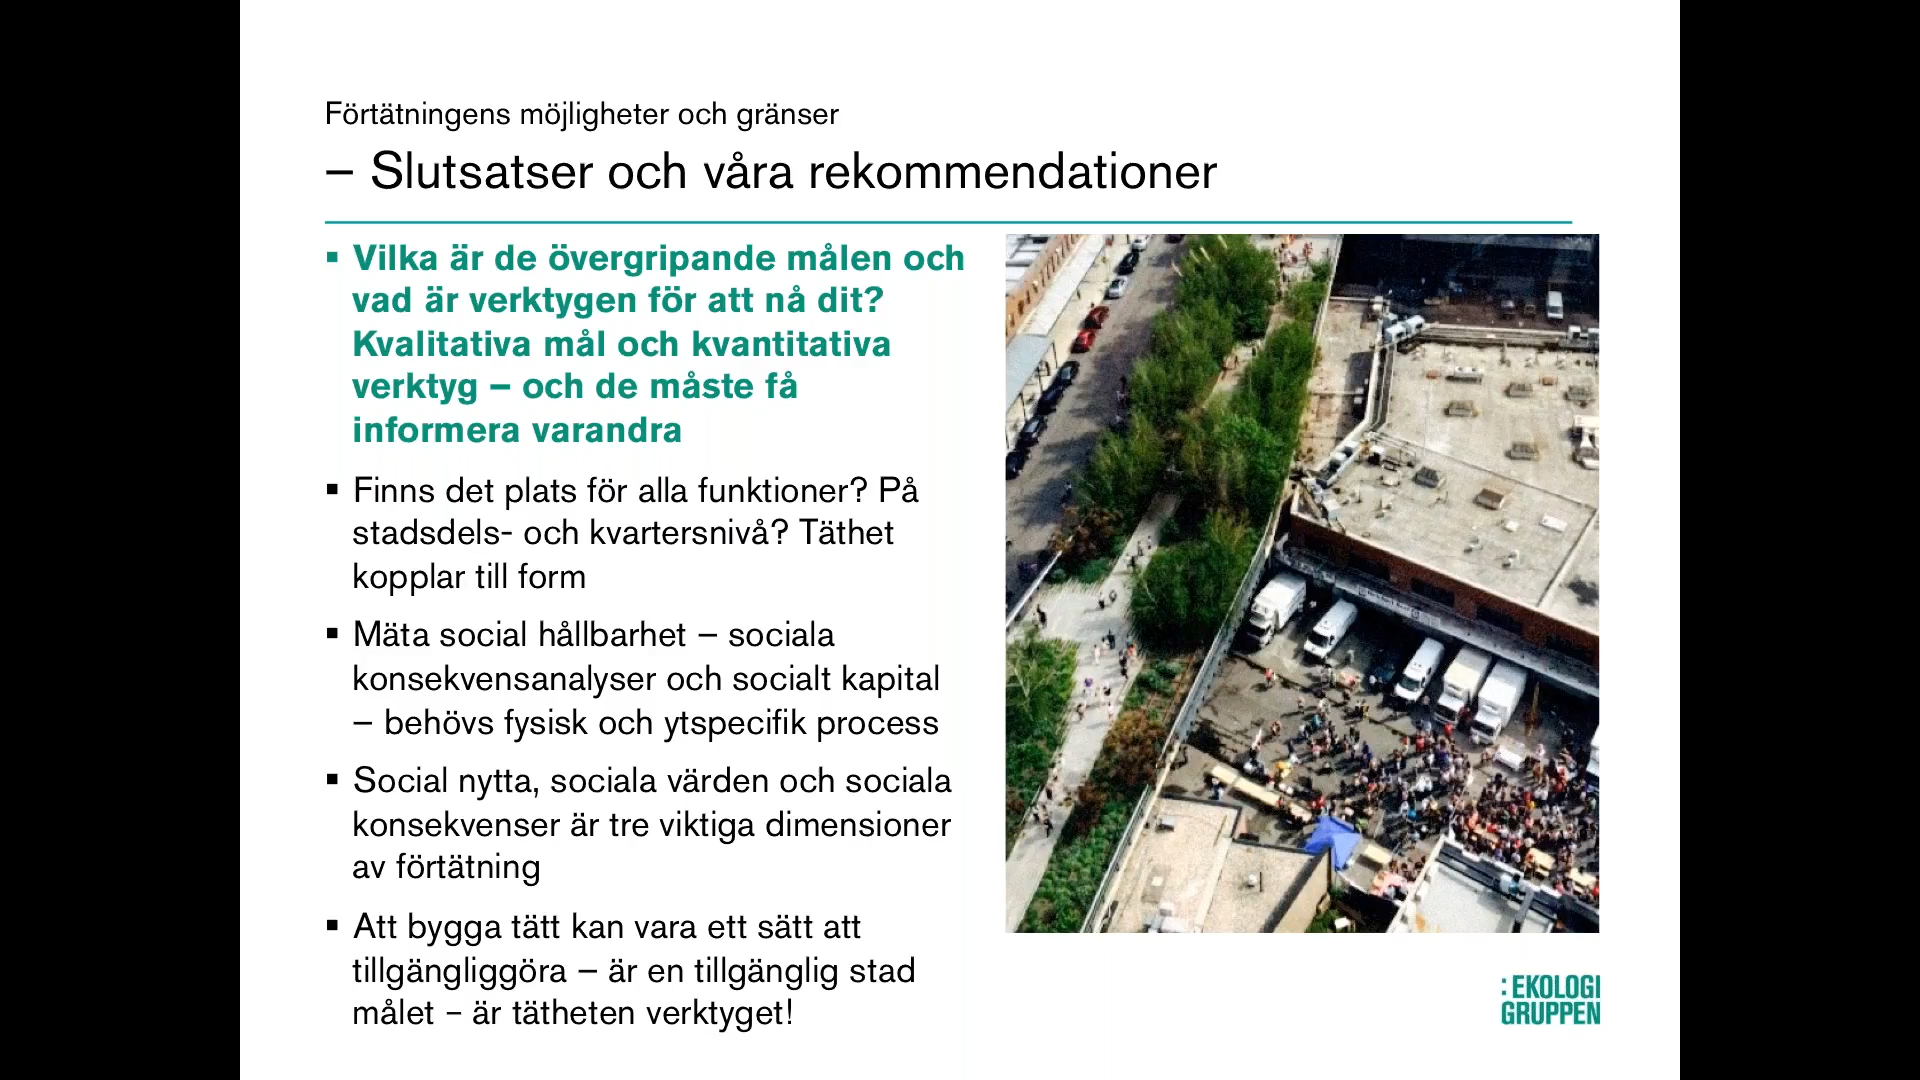 Förtätningens möjligheter och gränser
– Slutsatser och våra rekommendationer
▪ Vilka är de övergripande målen och
vad är verktygen för att nå dit?
Kvalitativa mål och kvantitativa
verktyg – och de måste få
informera varandra
▪ Finns det plats för alla funktioner? På
stadsdels- och kvartersnivå? Täthet
kopplar till form
▪ Mäta social hållbarhet – sociala
konsekvensanalyser och socialt kapital
– behövs fysisk och ytspecifik process
▪ Social nytta, sociala värden och sociala
konsekvenser är tre viktiga dimensioner
av förtätning
▪ Att bygga tätt kan vara ett sätt att
tillgängliggöra – är en tillgänglig stad
målet – är tätheten verktyget!
:EKOLOGI
GRUPPEN